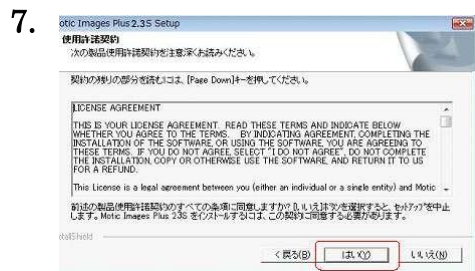 7.
otic Images Plus 2.3S Setup
使用許諾契約
次の製品使用許諾契約を注意深くお読みください。
契約の残りの部分を読むには、[Page Down]キーを押してください。
LICENSE AGREEMENT
THIS IS YOUR LICENSE AGREEMENT. READ THESE TERMS AND INDICATE BELOW
WHETHER YOU AGREE TO THE TERMS. BY INDICATING AGREEMENT, COMPLETING THE
INSTALLATION OF THE SOFTWARE, OR USING THE SOFTWARE, YOU ARE AGREEING TO
THESE TERMS. IF YOU DO NOT AGREE, SELECT "I DO NOT AGREE", DO NOT COMPLETE
THE INSTALLATION, COPY OR OTHERWISE USE THE SOFTWARE, AND RETURN IT TO US
FOR A REFUND.
This License is a legal agreement between you (either an individual or a single entity) and Motic
前述の製品使用許諾契約のすべての条項に同意しますか? [いいえ]ボタンを選択すると、セットアップを中止
します。Motic Images Plus 23S をインストールするには、この契約に同意する必要があります。
stallShield
< 戻る(B)
はい(Y)
いいえ(N)